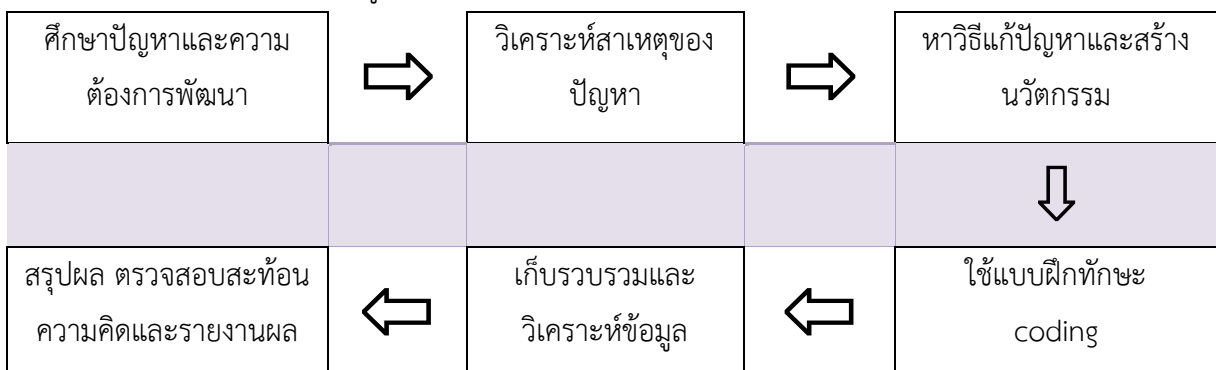 ศึกษาปัญหาและความ
ต้องการพัฒนา
วิเคราะห์สาเหตุของ
ปัญหา
หาวิธีแก้ปัญหาและสร้าง
นวัตกรรม
ใช้แบบฝึกทักษะ
coding
เก็บรวบรวมและ
วิเคราะห์ข้อมูล
สรุปผล ตรวจสอบสะท้อน
ความคิดและรายงานผล